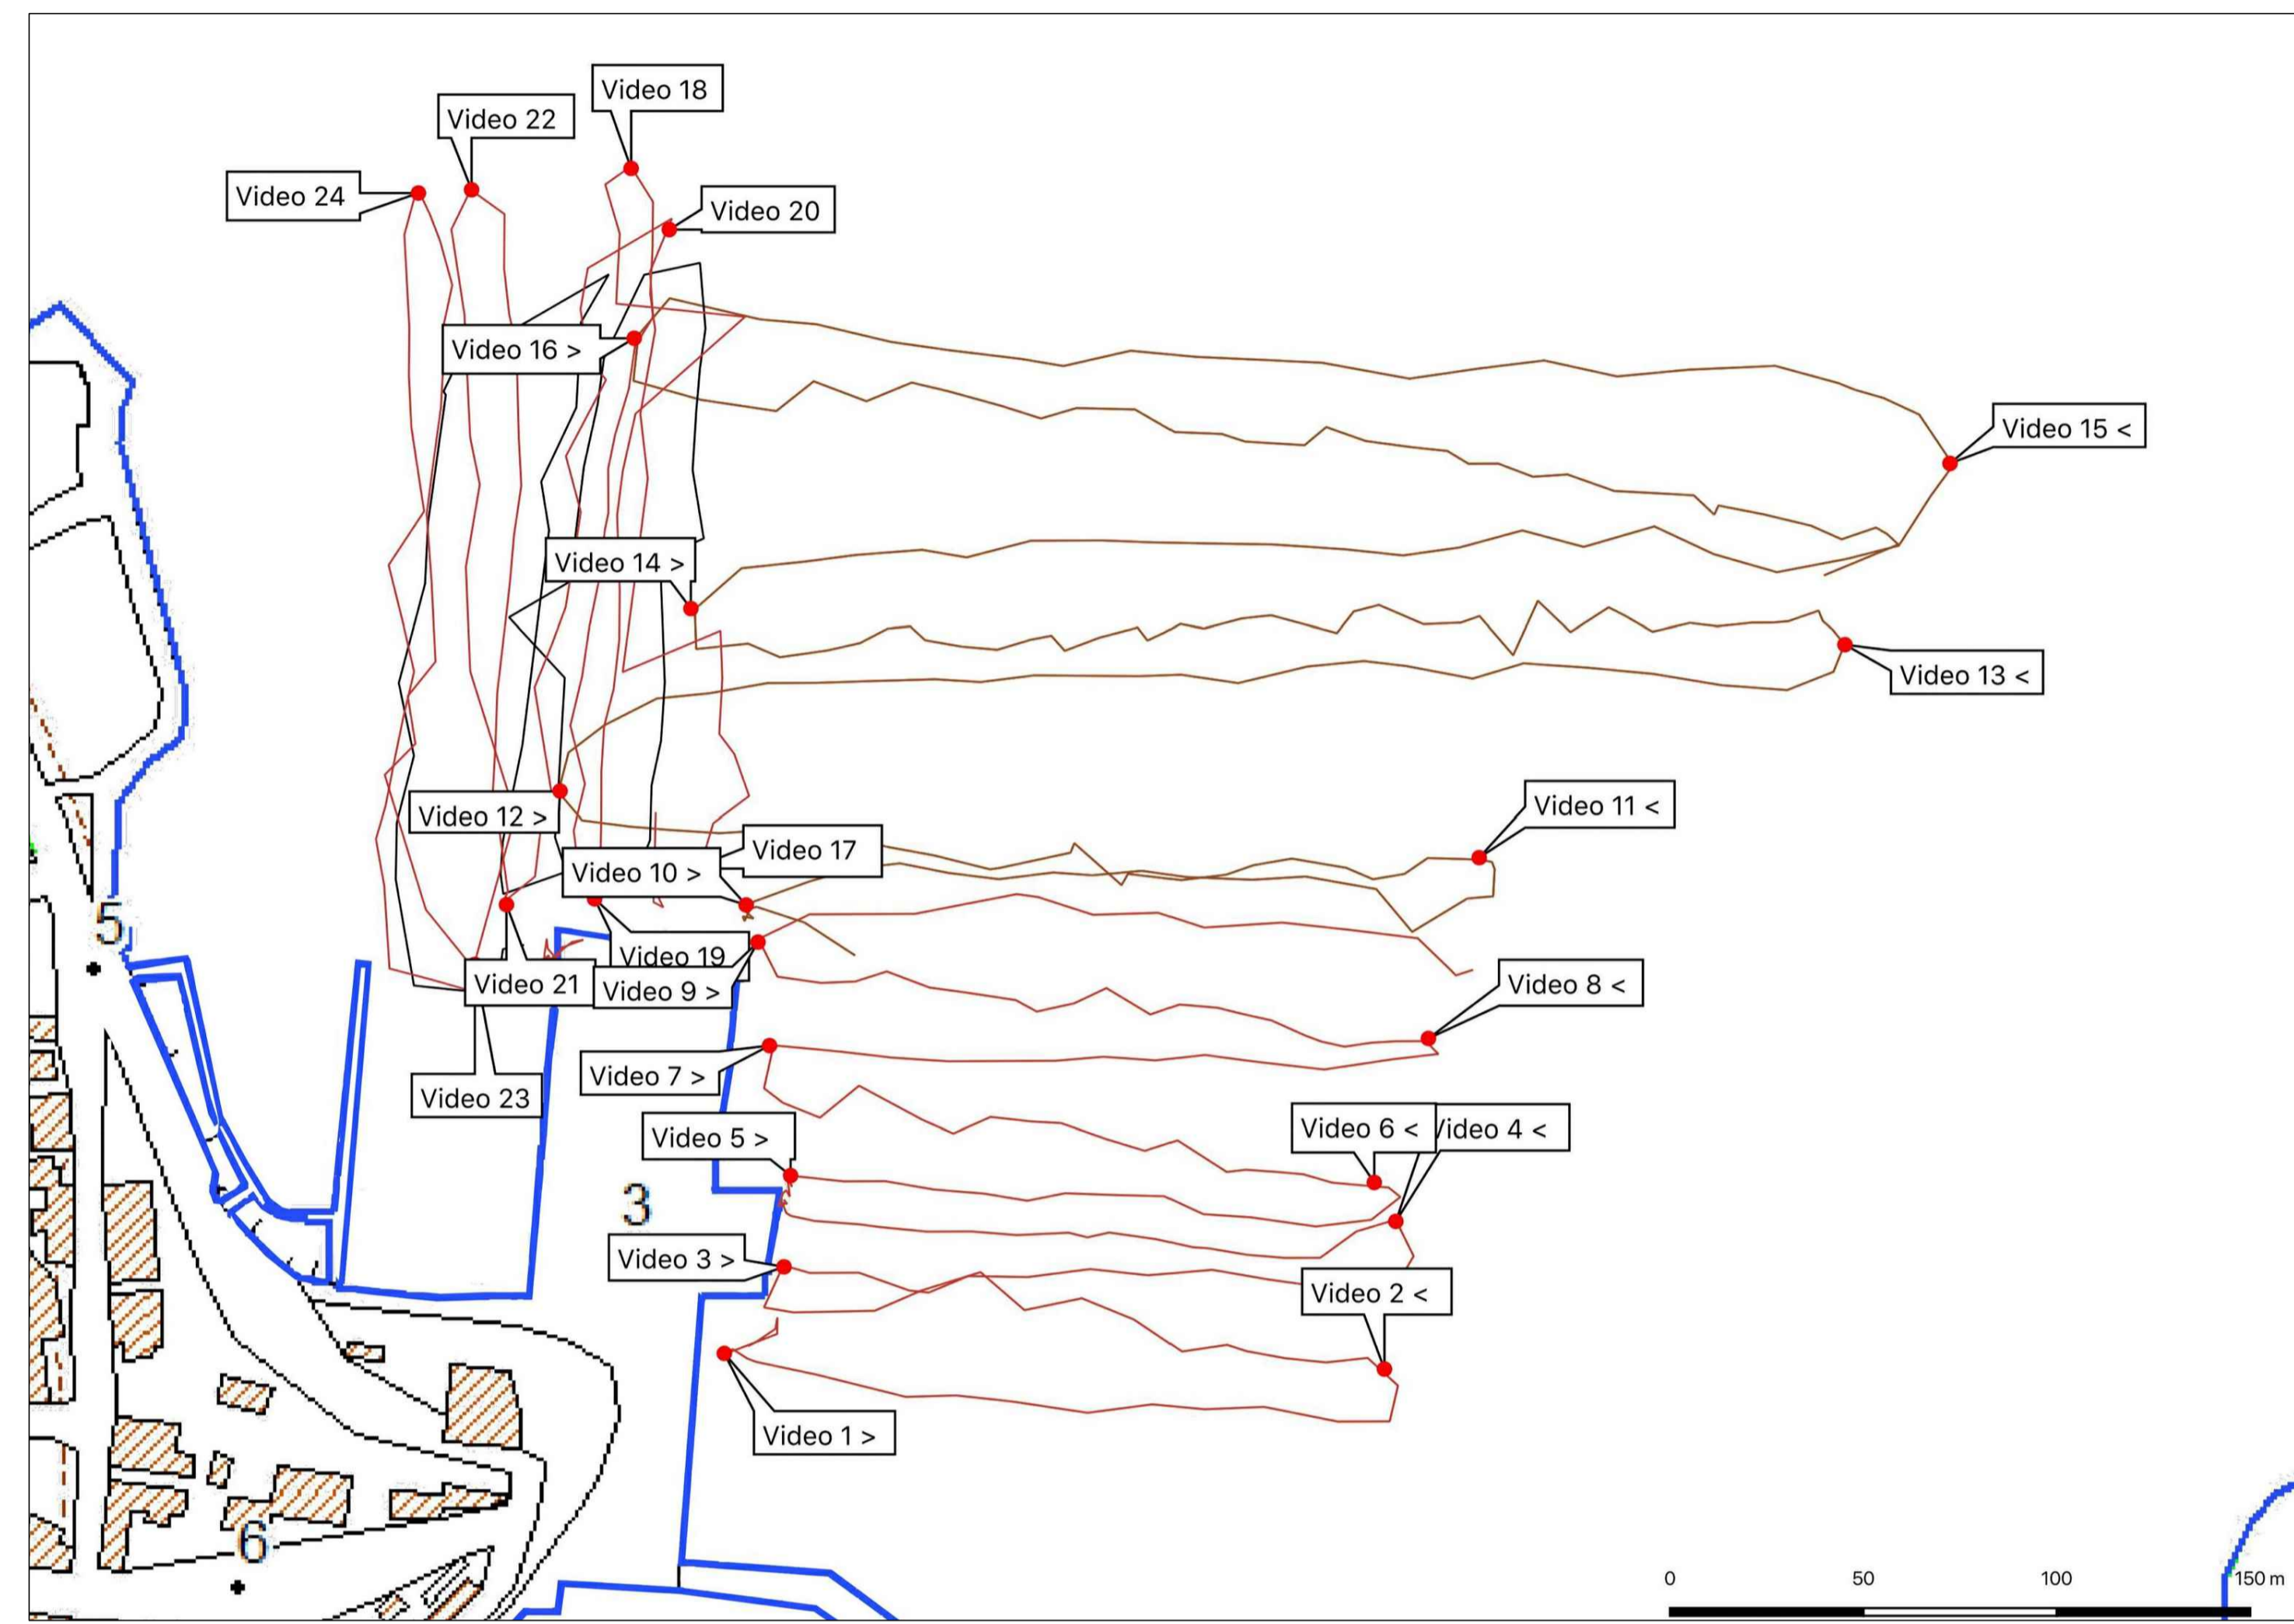 Video 18
Video 22
Video 24
Video 20
Video 16 >
Video 15 <
Video 14 >
Video 13 <
Video 11 <
Video 12 >
Video 17
Video 10 >
5
Video 19
Video 21
Video 9 >
Video 8 <
Video 7 >
Video 23
Video 6 <
Video 4 <
Video 5 >
3
Video 3 >
Video 2 <
Video 1 >
6
0 50 100 150 m